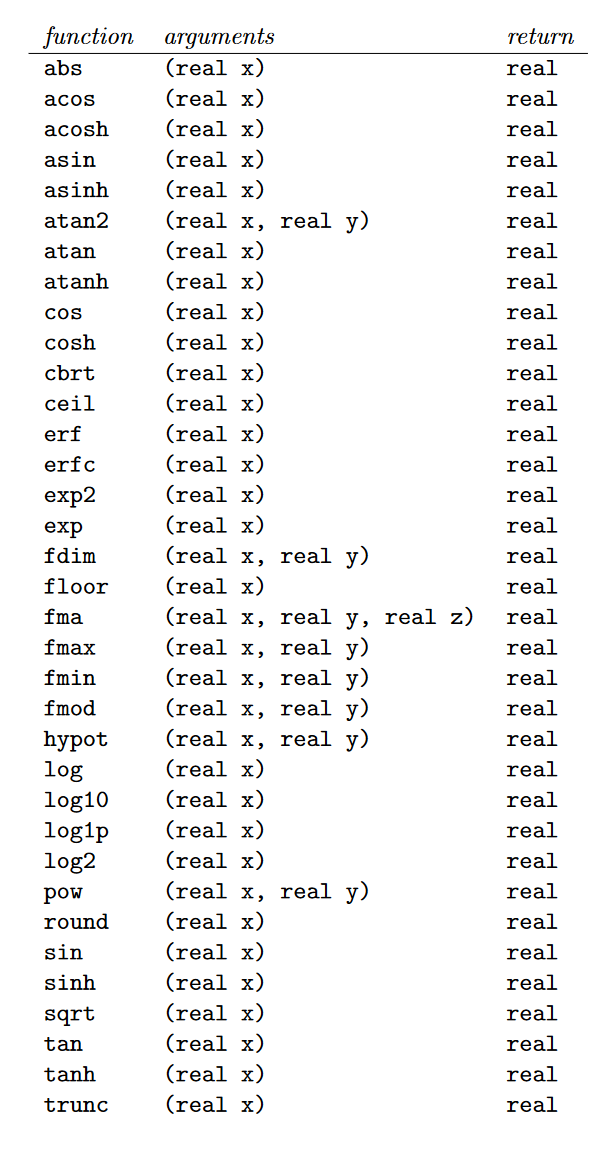 function arguments return
abs (real x) real
acos (real x) real
acosh (real x) real
asin (real x) real
asinh (real x) real
atan2 (real x, real y) real
atan (real x) real
atanh (real x) real
cos (real x) real
cosh (real x) real
cbrt (real x) real
ceil (real x) real
erf (real x) real
erfc (real x) real
exp2 (real x) real
exp (real x) real
fdim (real x, real y) real
floor (real x) real
fma (real x, real y, real z) real
fmax (real x, real y) real
fmin (real x, real y) real
fmod (real x, real y) real
hypot (real x, real y) real
log (real x) real
log10 (real x) real
log1p (real x) real
log2 (real x) real
pow (real x, real y) real
round (real x) real
sin (real x) real
sinh (real x) real
sqrt (real x) real
tan (real x) real
tanh (real x) real
trunc (real x) real